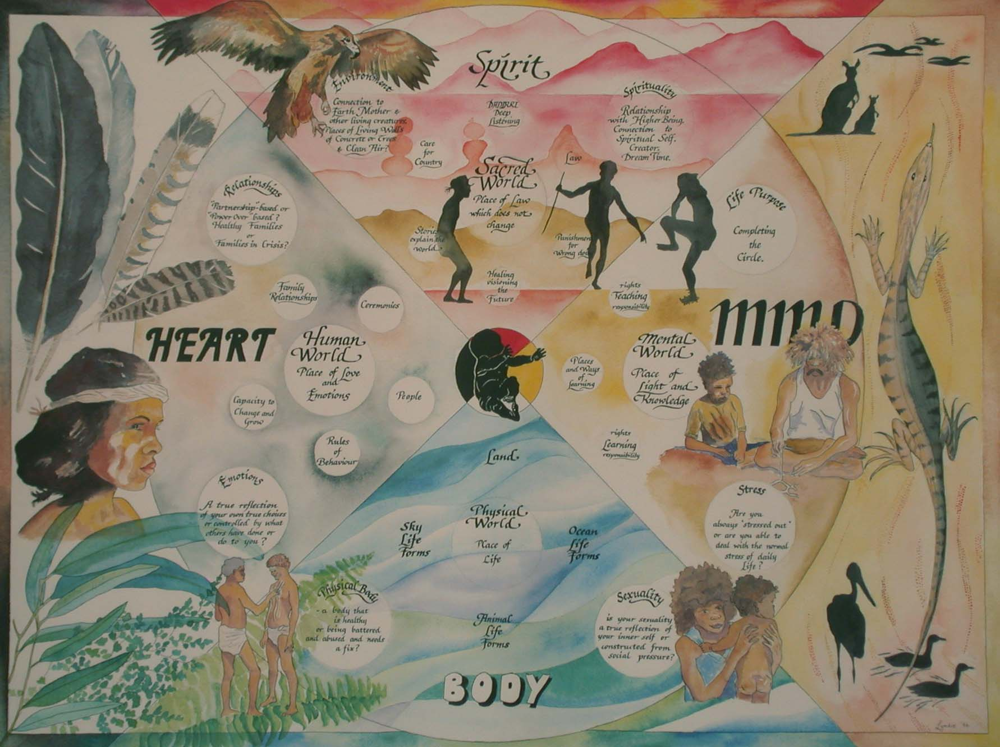 Spirit
Environment
Connection to
Earth Mother &
other living creatures.
Places of Living Walls
of Concrete or Trees
& Clean Air?
DADIRRI
Deep
Listening
Spirituality
Relationship
with Higher Being.
Connection to
Spiritual Self.
Creator.
Dream Time.
Care
for
Country
Law
Sacred
World
Place of Law
which does not
change
Stories
explain the
world
Punishment
for
Wrong doing
Healing
visioning
the
Future
Relationships
"Partnership"-based or
"Power Over" based?
Healthy Families
or
Families in Crisis?
Family
Relationships
Ceremonies
HEART
Human
World
Place of Love
and
Emotions
Capacity to
Change and
Grow
People
Rules
of
Behaviour
Emotions
A true reflection
of your own true choices
or controlled by what
others have done or
do to you?
Life Purpose
Completing
the
Circle.
rights
Teaching
responsibility
MIND
Mental
World
Place of
Light and
Knowledge
Places
and Ways
of
learning
rights
Learning
responsibility
Stress
Are you
always "stressed out"
or are you able to
deal with the normal
stress of daily
Life?
Land
Physical
World
Place of
Life
Sky
Life
Forms
Ocean
Life
Forms
Animal
Life
Forms
Physical Body
- a body that
is healthy
or being battered
and abused and needs
a fix?
Sexuality
is your sexuality
a true reflection of
your inner self or
constructed from
social pressure?
BODY